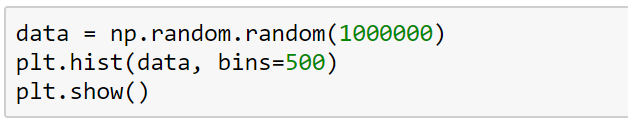 data = np.random.random(1000000)
plt.hist(data, bins=500)
plt.show()